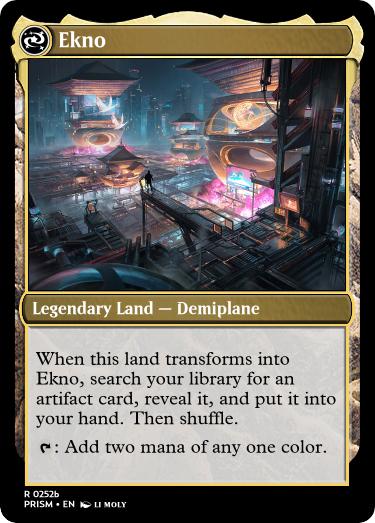 Ekno
Legendary Land — Demiplane
When this land transforms into
Ekno, search your library for an
artifact card, reveal it, and put it into
your hand. Then shuffle.
: Add two mana of any one color.
R 0252b
PRISM • EN LI MOLY